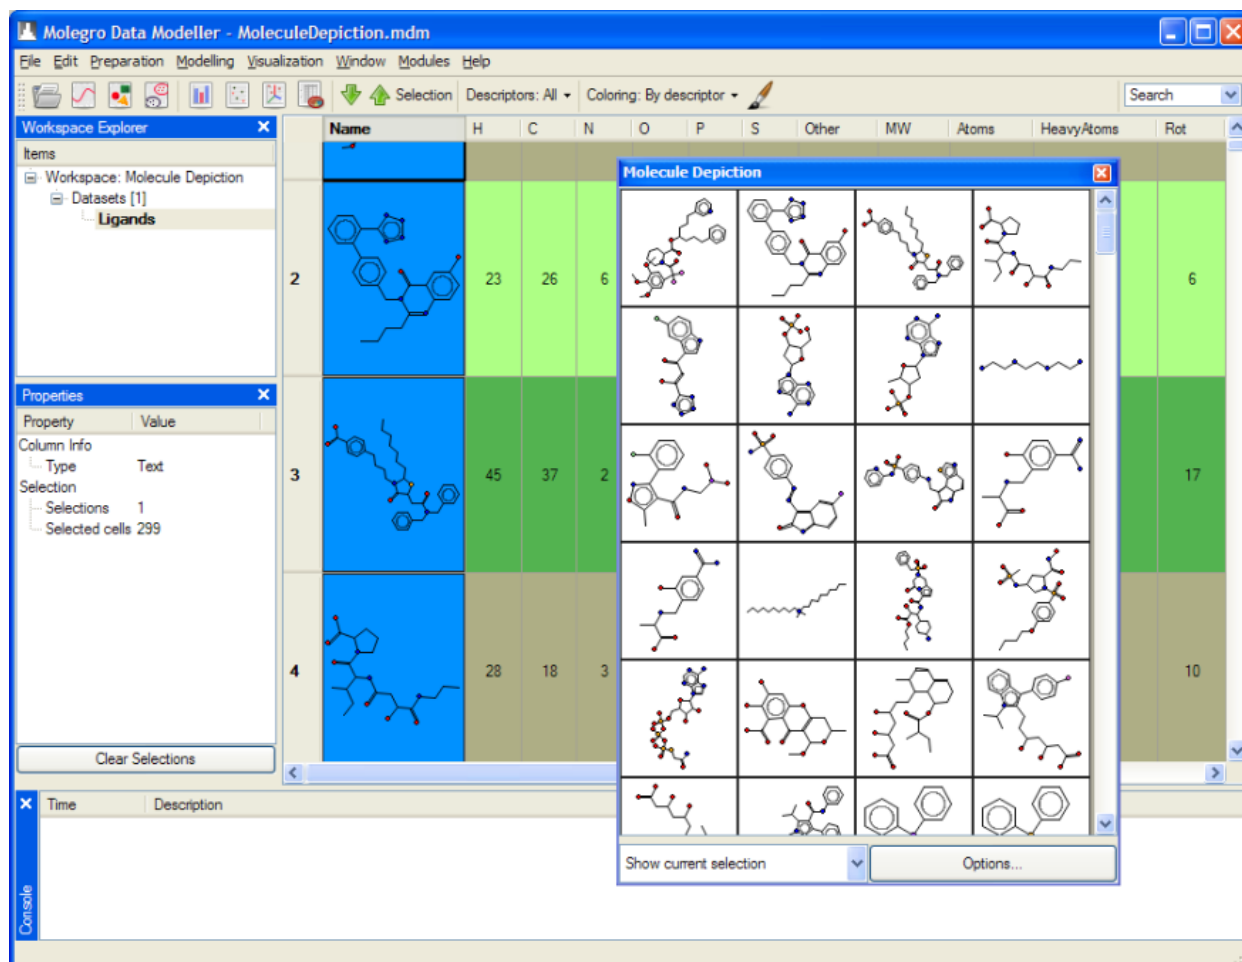 Molegro Data Modeller - MoleculeDepiction.mdm
File Edit Preparation Modelling Visualization Window Modules Help
Selection Descriptors: All Coloring: By descriptor Search
Workspace Explorer
Items
Workspace: Molecule Depiction
Datasets [1]
Ligands
Properties
Property Value
Column Info
Type Text
Selection
Selections 1
Selected cells 299
Clear Selections
Name H C N O P S Other MW Atoms HeavyAtoms Rot
2 23 26 6 6
3 45 37 2 17
4 28 18 3 10
Molecule Depiction
Show current selection Options...
Time Description
Console